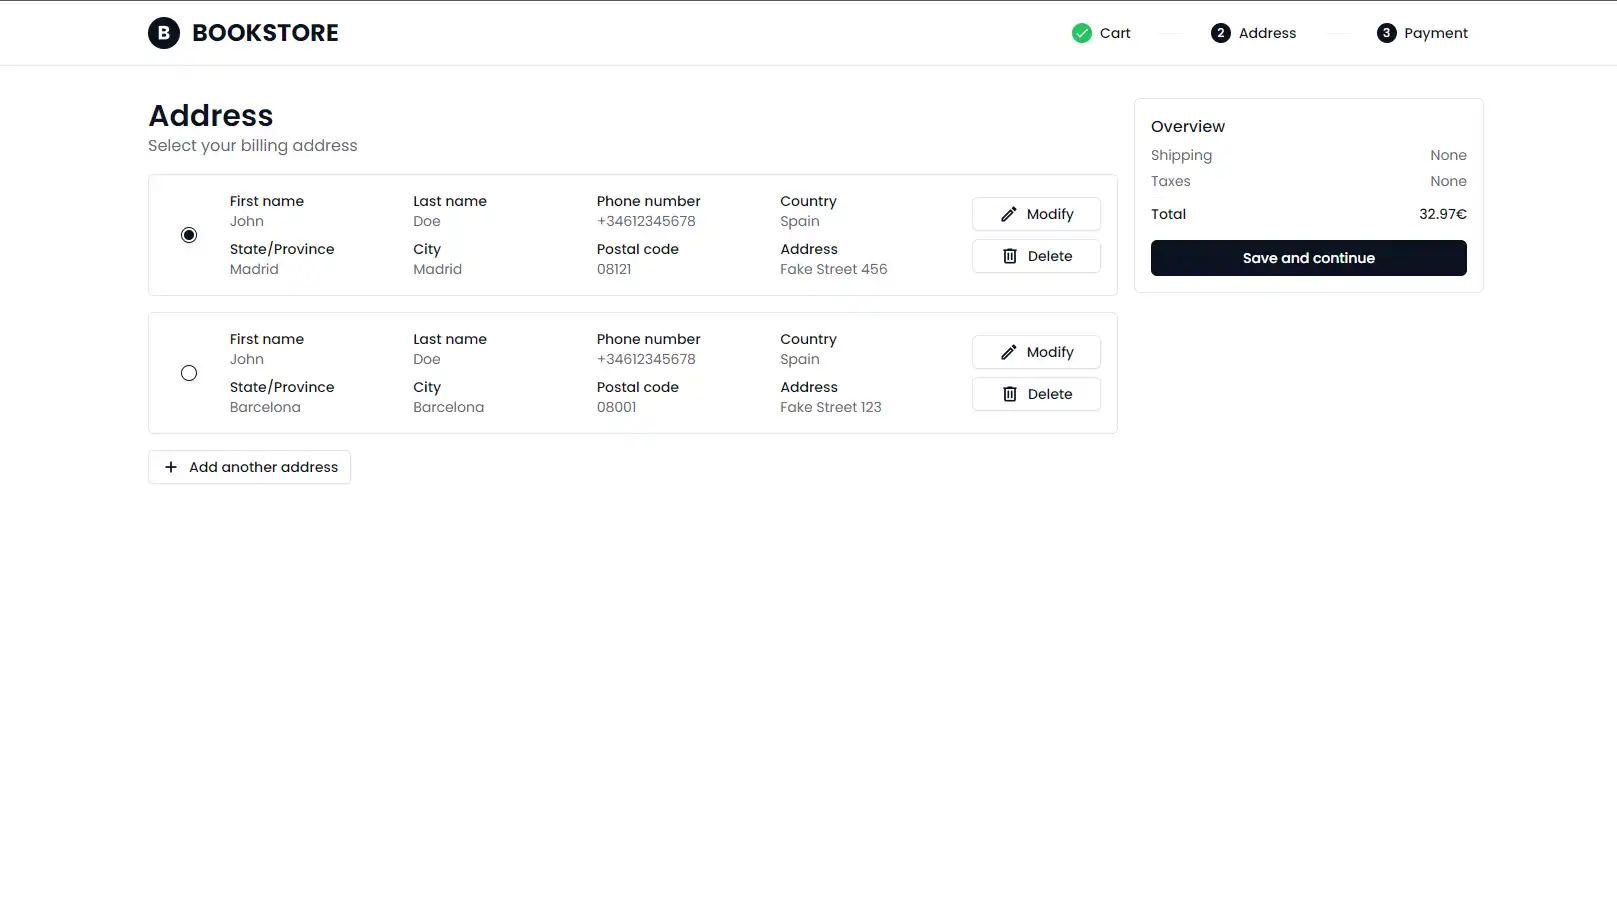 B BOOKSTORE
Cart
2 Address
3 Payment
Address
Select your billing address
First name Last name Phone number Country
John Doe +34612345678 Spain
State/Province City Postal code Address
Madrid Madrid 08121 Fake Street 456
Modify
Delete
First name Last name Phone number Country
John Doe +34612345678 Spain
State/Province City Postal code Address
Barcelona Barcelona 08001 Fake Street 123
Modify
Delete
+ Add another address
Overview
Shipping None
Taxes None
Total 32.97€
Save and continue